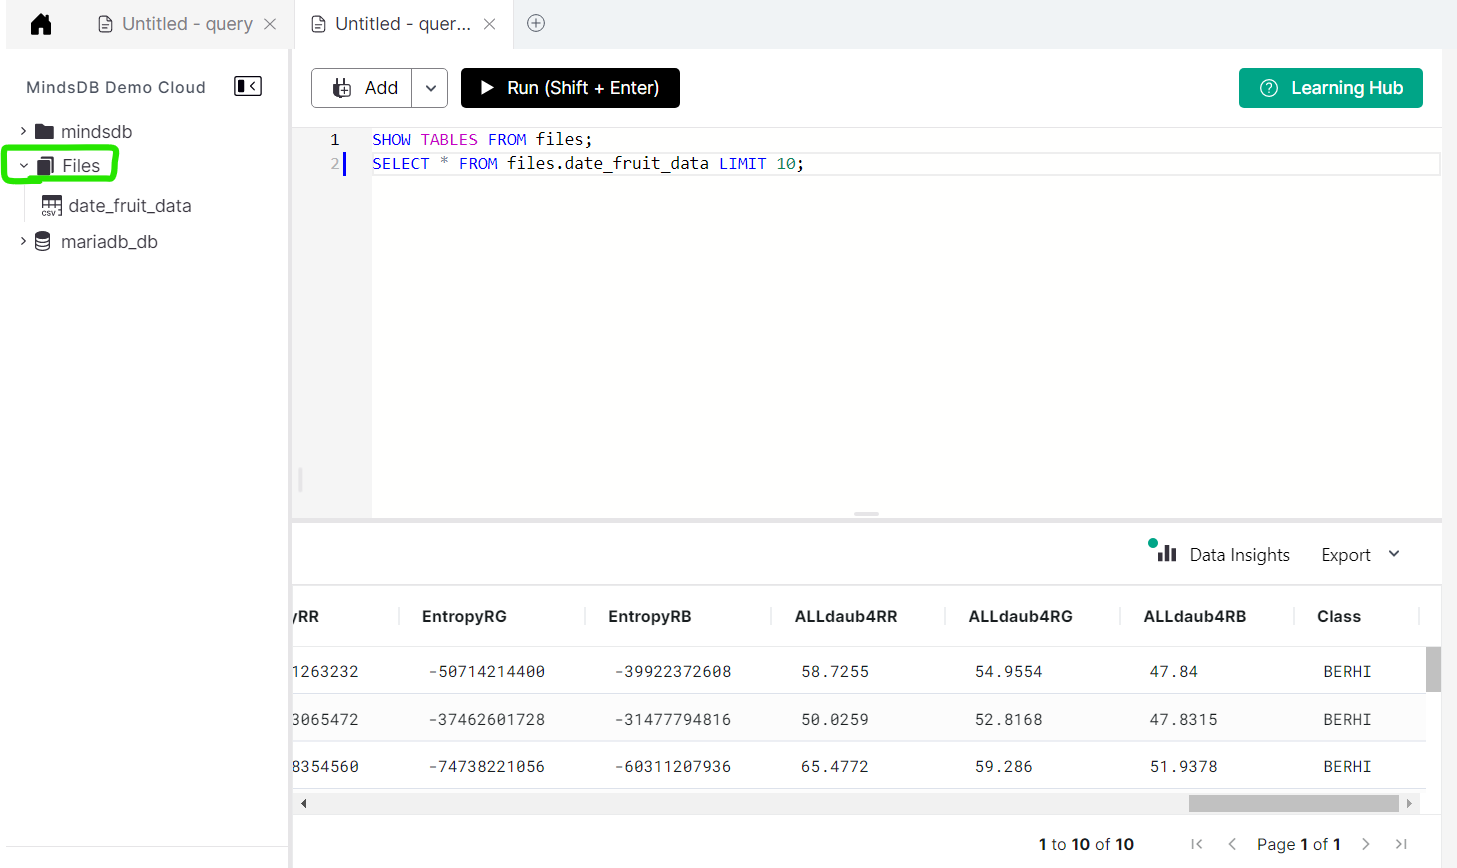 Untitled - query
Untitled - quer...
MindsDB Demo Cloud
mindsdb
Files
date_fruit_data
CSV
mariadb_db
Add
Run (Shift + Enter)
Learning Hub
1 SHOW TABLES FROM files;
2 SELECT * FROM files.date_fruit_data LIMIT 10;
Data Insights
Export
yRR EntropyRG EntropyRB ALLdaub4RR ALLdaub4RG ALLdaub4RB Class
1263232 -50714214400 -39922372608 58.7255 54.9554 47.84 BERHI
3065472 -37462601728 -31477794816 50.0259 52.8168 47.8315 BERHI
8354560 -74738221056 -60311207936 65.4772 59.286 51.9378 BERHI
1 to 10 of 10
Page 1 of 1